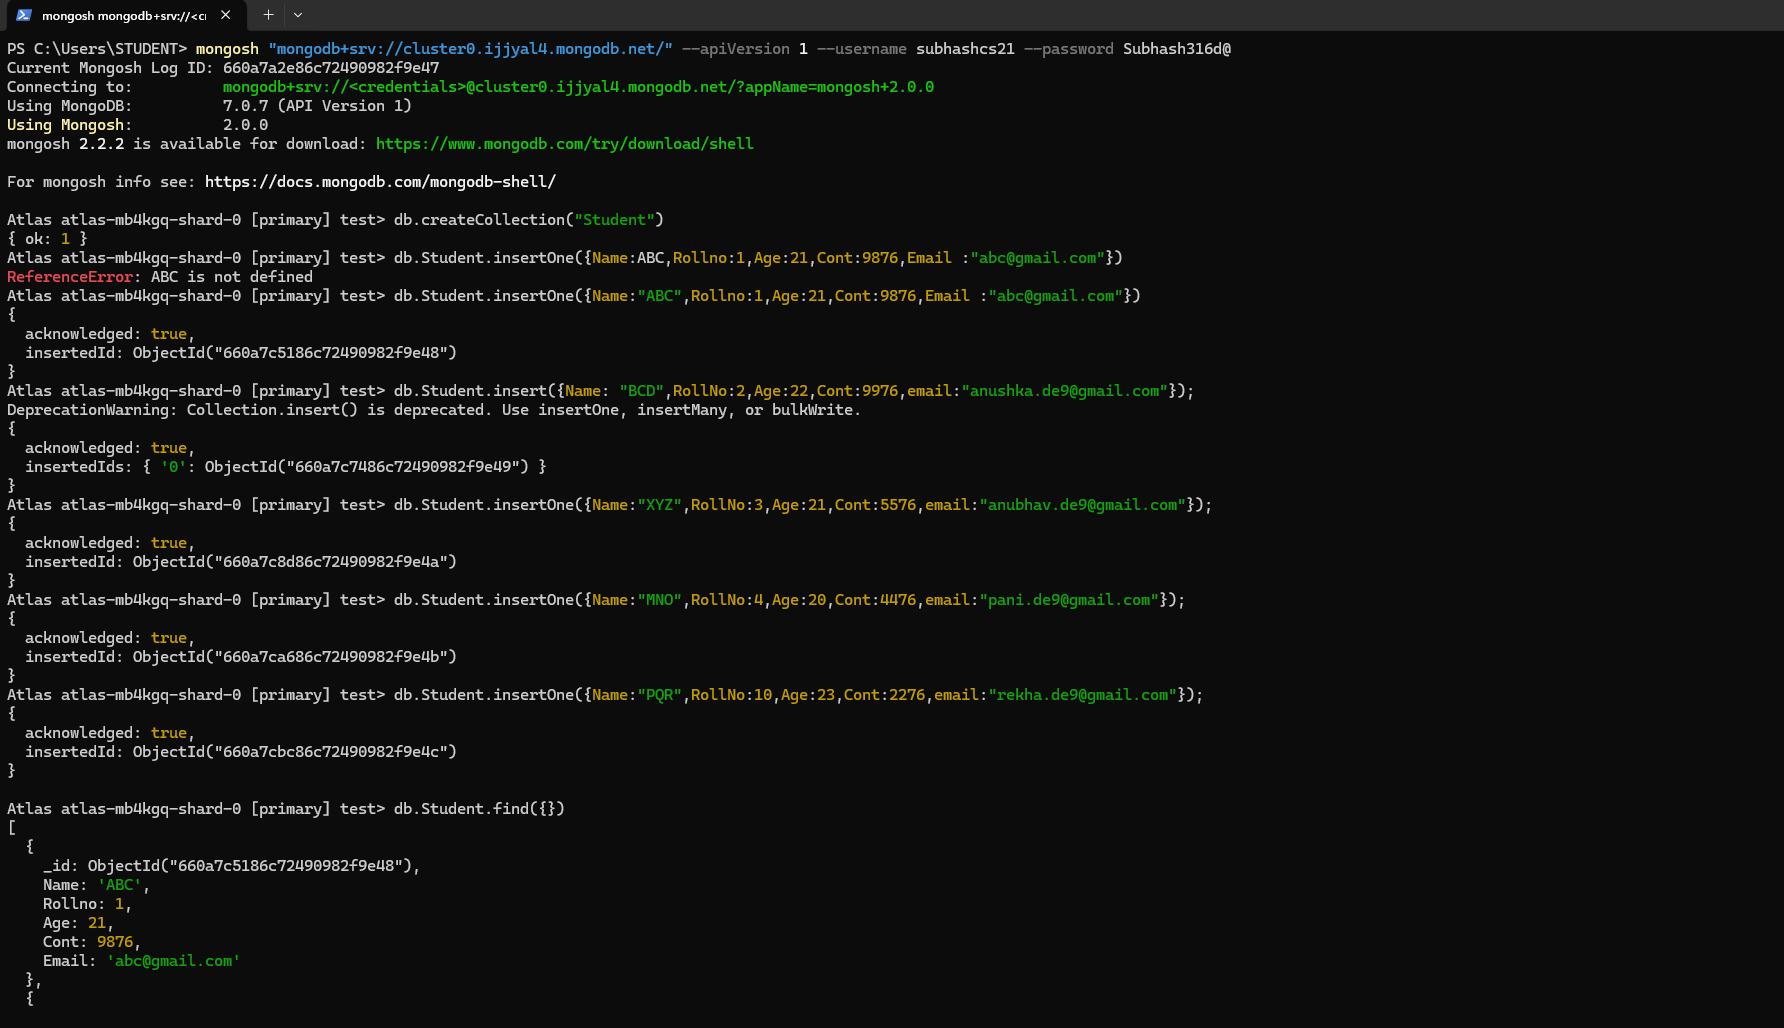 mongosh mongodb+srv://<cr
PS C:\Users\STUDENT> mongosh "mongodb+srv://cluster0.ijjyal4.mongodb.net/" --apiVersion 1 --username subhashcs21 --password Subhash316d@
Current Mongosh Log ID: 660a7a2e86c72490982f9e47
Connecting to:          mongodb+srv://<credentials>@cluster0.ijjyal4.mongodb.net/?appName=mongosh+2.0.0
Using MongoDB:          7.0.7 (API Version 1)
Using Mongosh:          2.0.0
mongosh 2.2.2 is available for download: https://www.mongodb.com/try/download/shell
For mongosh info see: https://docs.mongodb.com/mongodb-shell/
Atlas atlas-mb4kgq-shard-0 [primary] test> db.createCollection("Student")
{ ok: 1 }
Atlas atlas-mb4kgq-shard-0 [primary] test> db.Student.insertOne({Name:ABC,Rollno:1,Age:21,Cont:9876,Email :"abc@gmail.com"})
ReferenceError: ABC is not defined
Atlas atlas-mb4kgq-shard-0 [primary] test> db.Student.insertOne({Name:"ABC",Rollno:1,Age:21,Cont:9876,Email :"abc@gmail.com"})
{
  acknowledged: true,
  insertedId: ObjectId("660a7c5186c72490982f9e48")
}
Atlas atlas-mb4kgq-shard-0 [primary] test> db.Student.insert({Name: "BCD",RollNo:2,Age:22,Cont:9976,email:"anushka.de9@gmail.com"});
DeprecationWarning: Collection.insert() is deprecated. Use insertOne, insertMany, or bulkWrite.
{
  acknowledged: true,
  insertedIds: { '0': ObjectId("660a7c7486c72490982f9e49") }
}
Atlas atlas-mb4kgq-shard-0 [primary] test> db.Student.insertOne({Name:"XYZ",RollNo:3,Age:21,Cont:5576,email:"anubhav.de9@gmail.com"});
{
  acknowledged: true,
  insertedId: ObjectId("660a7c8d86c72490982f9e4a")
}
Atlas atlas-mb4kgq-shard-0 [primary] test> db.Student.insertOne({Name:"MNO",RollNo:4,Age:20,Cont:4476,email:"pani.de9@gmail.com"});
{
  acknowledged: true,
  insertedId: ObjectId("660a7ca686c72490982f9e4b")
}
Atlas atlas-mb4kgq-shard-0 [primary] test> db.Student.insertOne({Name:"PQR",RollNo:10,Age:23,Cont:2276,email:"rekha.de9@gmail.com"});
{
  acknowledged: true,
  insertedId: ObjectId("660a7cbc86c72490982f9e4c")
}
Atlas atlas-mb4kgq-shard-0 [primary] test> db.Student.find({})
[
  {
    _id: ObjectId("660a7c5186c72490982f9e48"),
    Name: 'ABC',
    Rollno: 1,
    Age: 21,
    Cont: 9876,
    Email: 'abc@gmail.com'
  },
  {